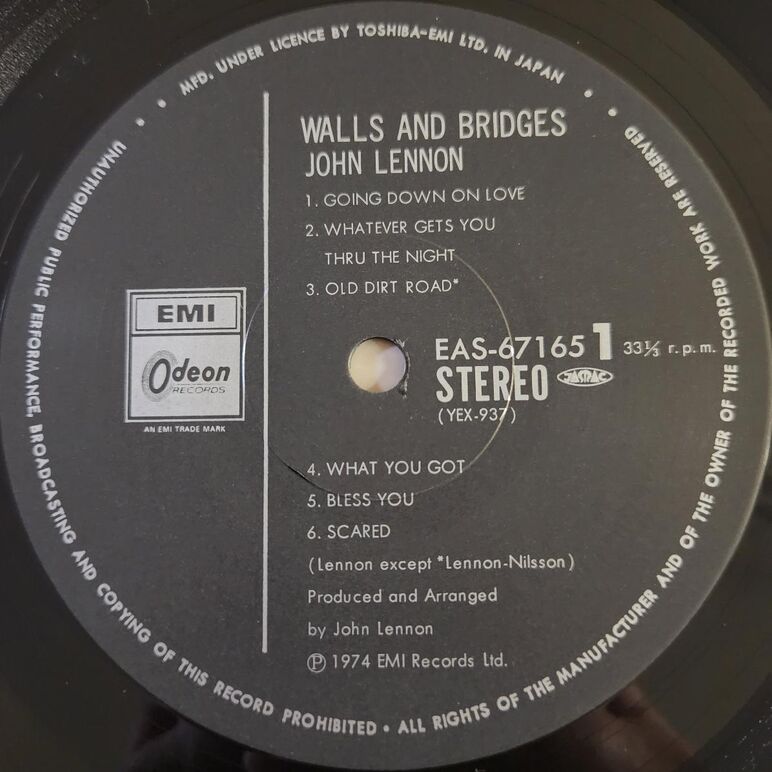 MFD. UNDER LICENCE BY TOSHIBA-EMI LTD. IN JAPAN
WALLS AND BRIDGES
JOHN LENNON
1. GOING DOWN ON LOVE
2. WHATEVER GETS YOU
THRU THE NIGHT
3. OLD DIRT ROAD*
EMI
Odeon
RECORDS
AN EMI TRADE MARK
EAS-67165 1 33⅓ r.p.m.
STEREO JASRAC
(YEX-937)
4. WHAT YOU GOT
5. BLESS YOU
6. SCARED
(Lennon except *Lennon-Nilsson)
Produced and Arranged
by John Lennon
Ⓟ 1974 EMI Records Ltd.
UNAUTHORIZED PUBLIC PERFORMANCE, BROADCASTING AND COPYING OF THIS RECORD PROHIBITED • ALL RIGHTS OF THE MANUFACTURER AND OF THE OWNER OF THE RECORDED WORK ARE RESERVED